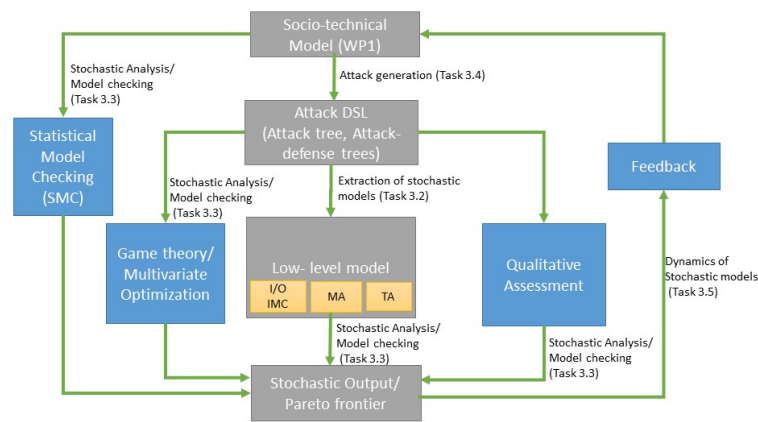 Socio-technical
Model (WP1)
Stochastic Analysis/
Model checking
(Task 3.3)
Attack generation (Task 3.4)
Attack DSL
(Attack tree, Attack-
defense trees)
Statistical
Model
Checking
(SMC)
Feedback
Stochastic Analysis/
Model checking
(Task 3.3)
Extraction of stochastic
models (Task 3.2)
Game theory/
Multivariate
Optimization
Low- level model
I/O
IMC
MA
TA
Qualitative
Assessment
Dynamics of
Stochastic models
(Task 3.5)
Stochastic Analysis/
Model checking
(Task 3.3)
Stochastic Analysis/
Model checking
(Task 3.3)
Stochastic Output/
Pareto frontier